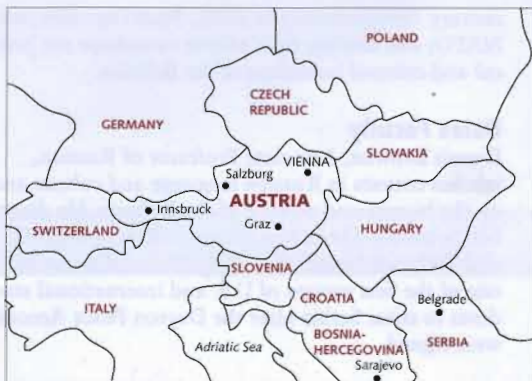 POLAND
CZECH
REPUBLIC
GERMANY
SLOVAKIA
VIENNA
Salzburg
AUSTRIA
Innsbruck
Graz
SWITZERLAND
HUNGARY
SLOVENIA
ITALY
CROATIA
Belgrade
BOSNIA-
HERCEGOVINA
SERBIA
Adriatic Sea
Sarajevo